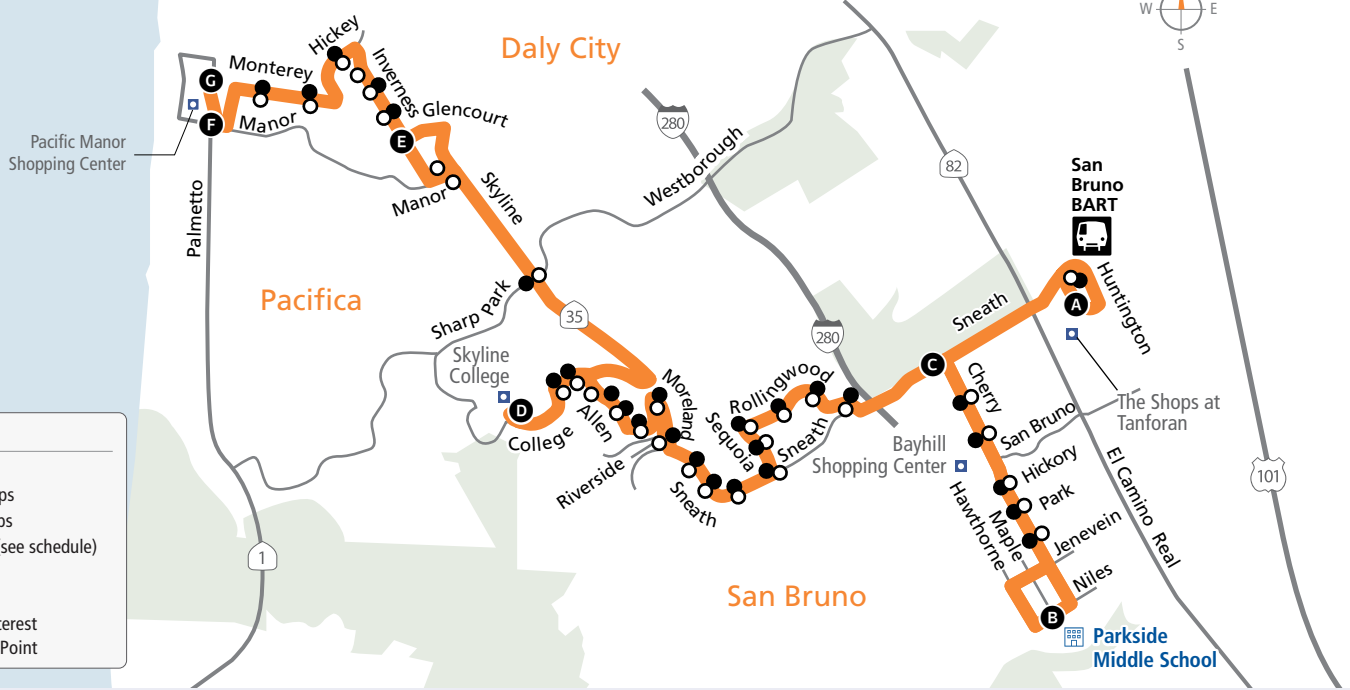 W E
S
Daly City
Hickey
Inverness
Monterey
Manor
Glencourt
G
F
E
Pacific Manor
Shopping Center
Palmetto
Manor
Skyline
280
Westborough
82
San
Bruno
BART
Huntington
A
Sneath
Pacifica
Sharp Park
35
280
Skyline
College
D
College
Allen
Moreland
Riverside
Sneath
Sequoia
Rollingwood
Sneath
C
Cherry
The Shops at
Tanforan
San Bruno
Bayhill
Shopping Center
Hickory
Park
Hawthorne
Maple
Jenevein
Niles
El Camino Real
101
1
San Bruno
B
Parkside
Middle School
ps
ps
(see schedule)
terest
Point